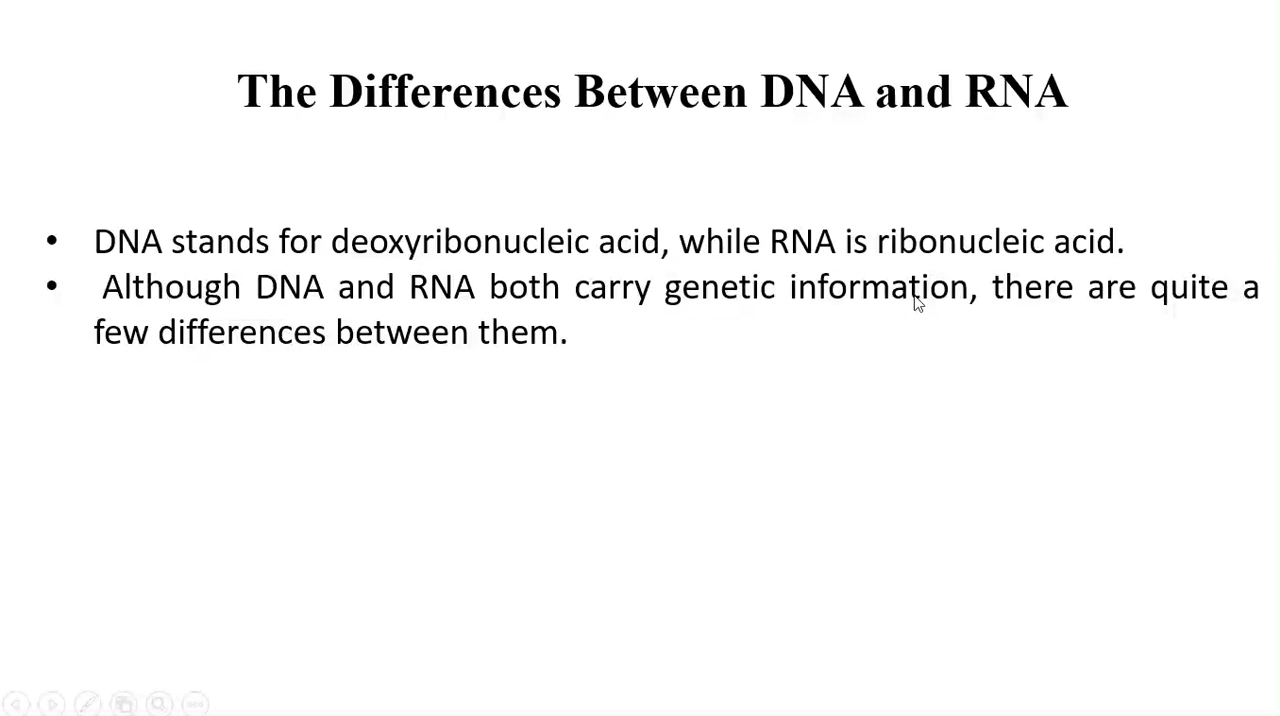 The Differences Between DNA and RNA
• DNA stands for deoxyribonucleic acid, while RNA is ribonucleic acid.
• Although DNA and RNA both carry genetic information, there are quite a
few differences between them.